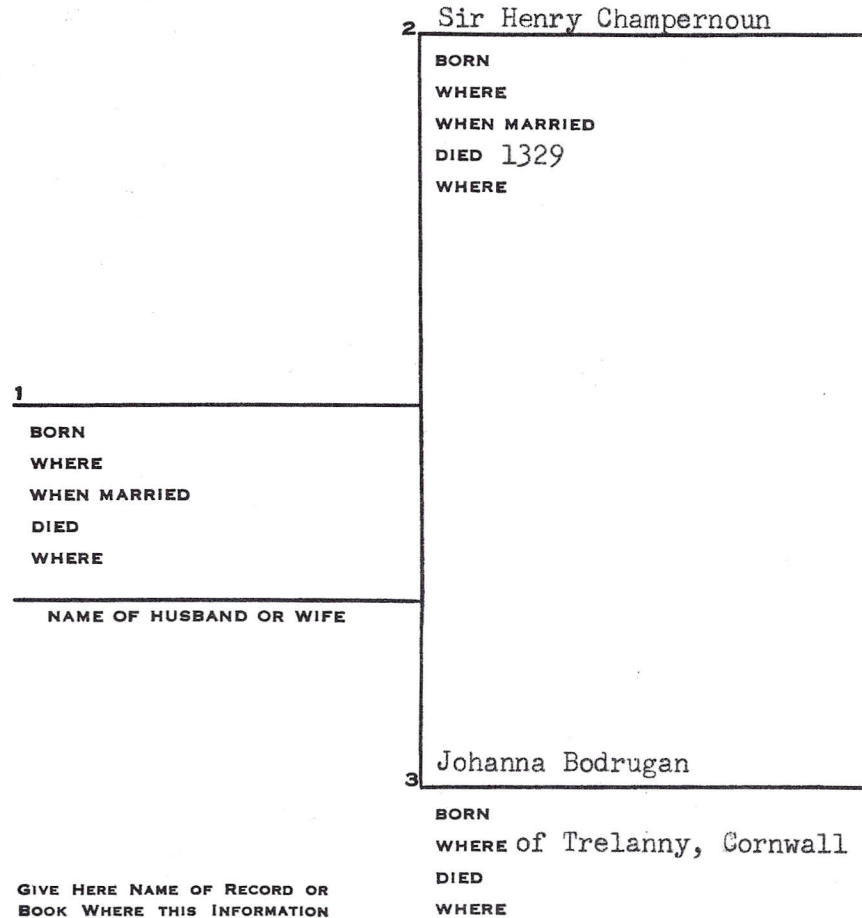 2 Sir Henry Champernoun
BORN
WHERE
WHEN MARRIED
DIED 1329
WHERE
1
BORN
WHERE
WHEN MARRIED
DIED
WHERE
NAME OF HUSBAND OR WIFE
3 Johanna Bodrugan
BORN
WHERE of Trelanny, Cornwall
DIED
WHERE
GIVE HERE NAME OF RECORD OR
BOOK WHERE THIS INFORMATION